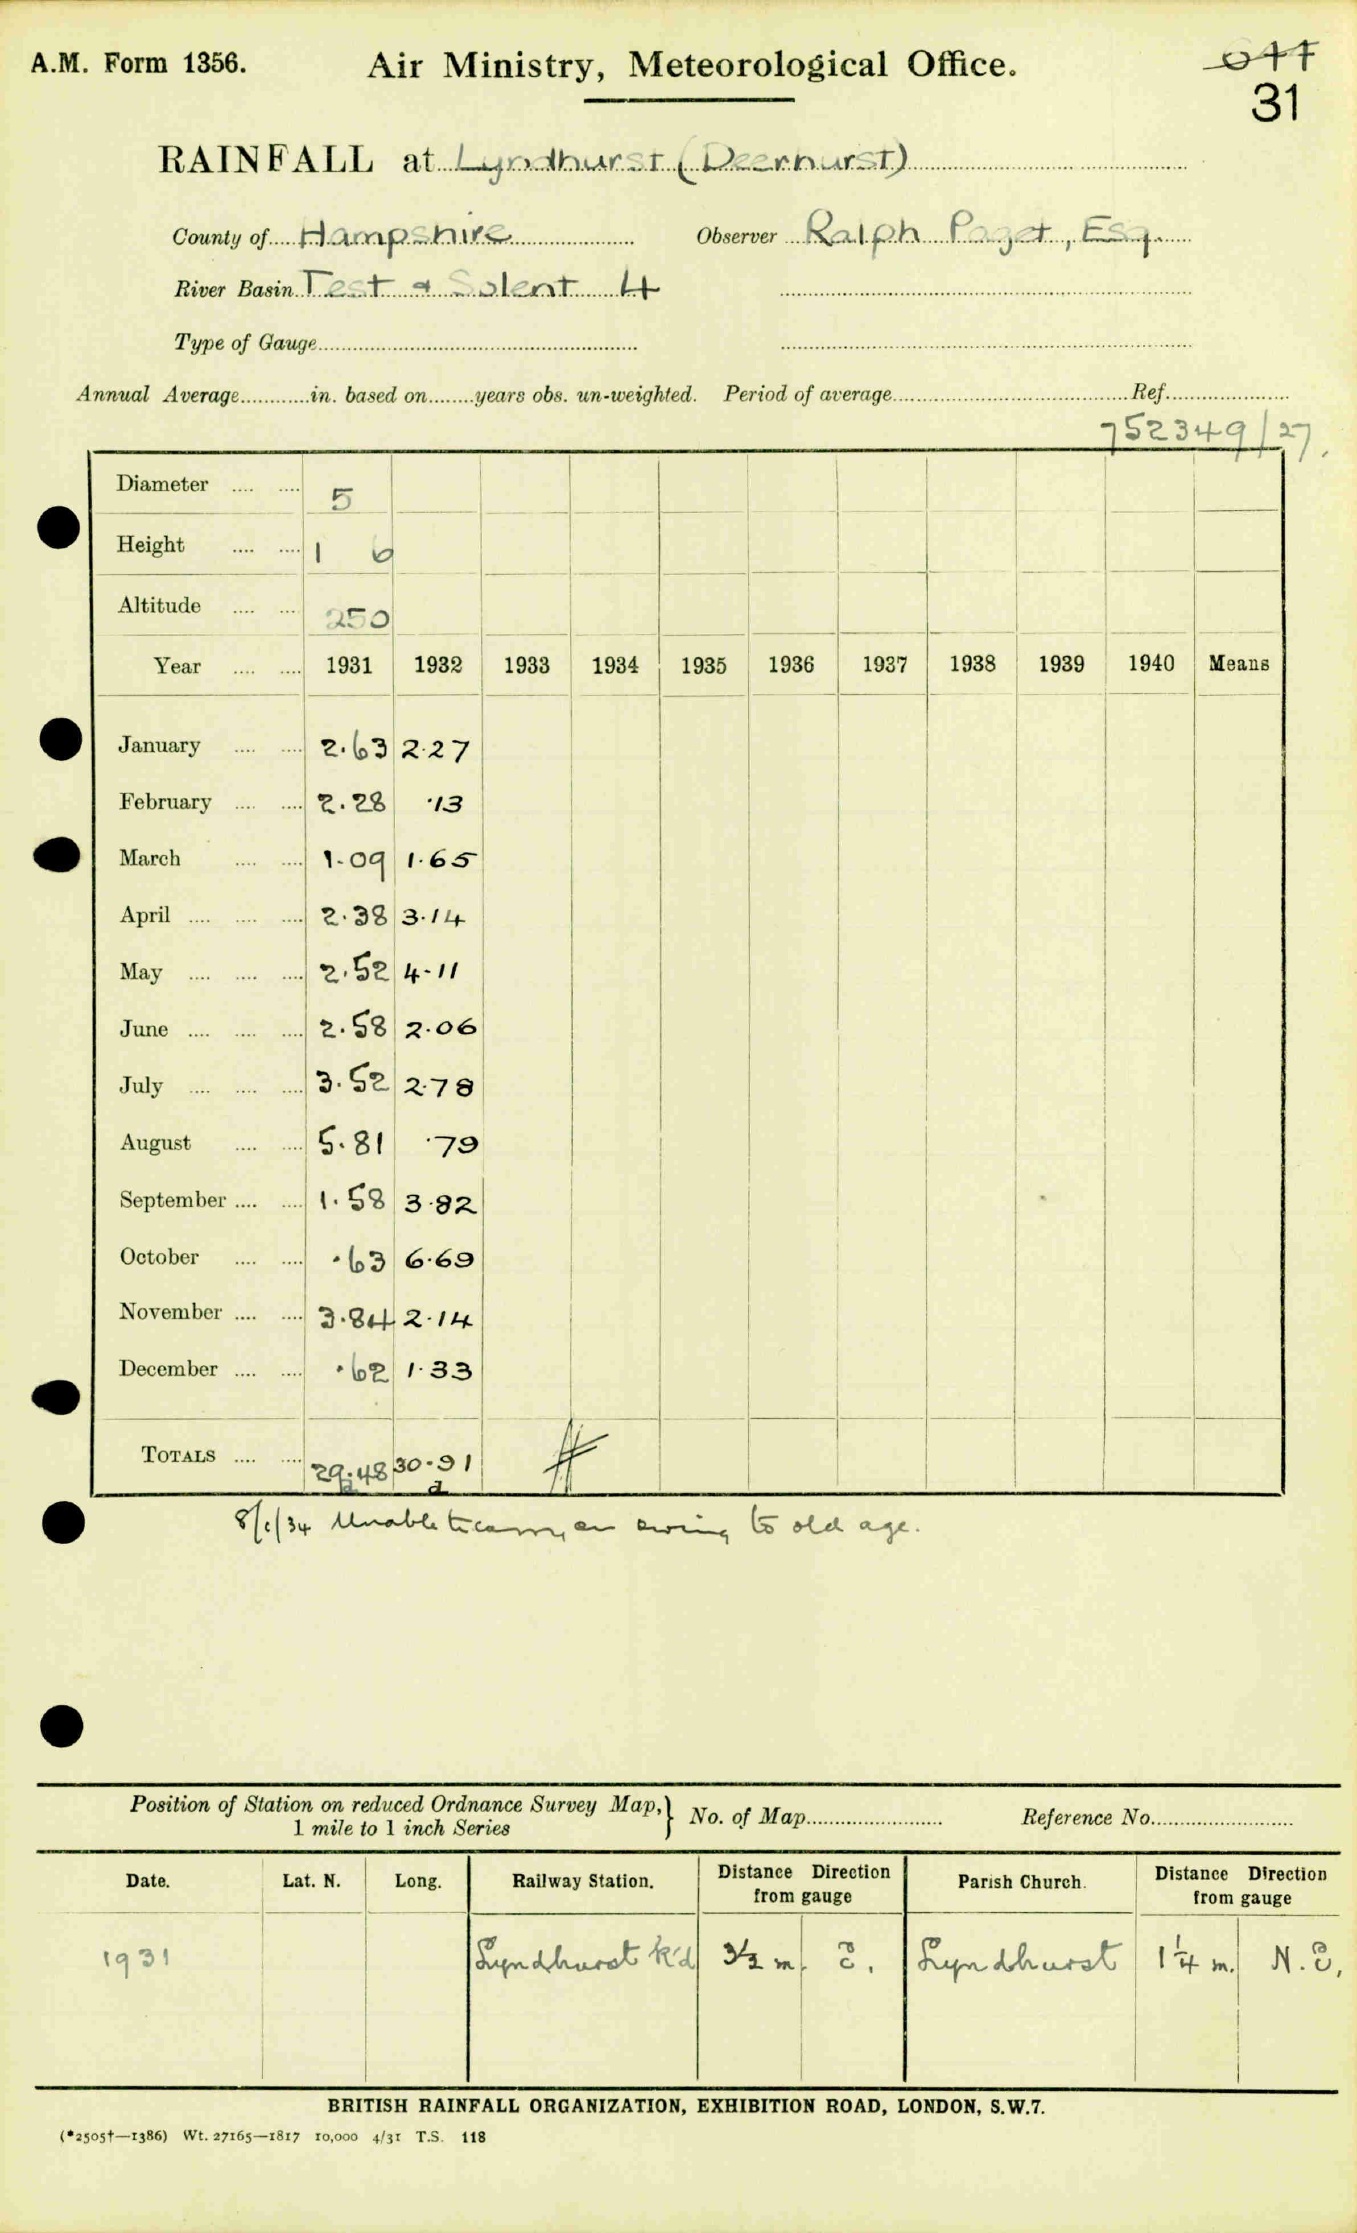 A.M. Form 1356.
Air Ministry, Meteorological Office.
31
RAINFALL at Lyndhurst (Deerhurst)
County of Hampshire Observer Ralph Paget, Esq.
River Basin Test & Solent 4
Type of Gauge
Annual Average in. based on years obs. un-weighted. Period of average Ref.
752349/27.
Diameter 5
Height 1 6
Altitude 250
Year 1931 1932 1933 1934 1935 1936 1937 1938 1939 1940 Means
January 2.63 2.27
February 2.28 .13
March 1.09 1.65
April 2.38 3.14
May 2.52 4.11
June 2.58 2.06
July 3.52 2.78
August 5.81 .79
September 1.58 3.82
October .63 6.69
November 3.84 2.14
December .62 1.33
TOTALS 29.48 30.91
a a
8/1/34 Unable to carry on owing to old age.
Position of Station on reduced Ordnance Survey Map, } No. of Map Reference No.
1 mile to 1 inch Series
Date. Lat. N. Long. Railway Station. Distance Direction from gauge Parish Church. Distance Direction from gauge
1931 Lyndhurst R'd 3½ m. E. Lyndhurst 1¼ m. N.E.
BRITISH RAINFALL ORGANIZATION, EXHIBITION ROAD, LONDON, S.W.7.
(*2505†—1386) Wt. 27165—1817 10,000 4/31 T.S. 118